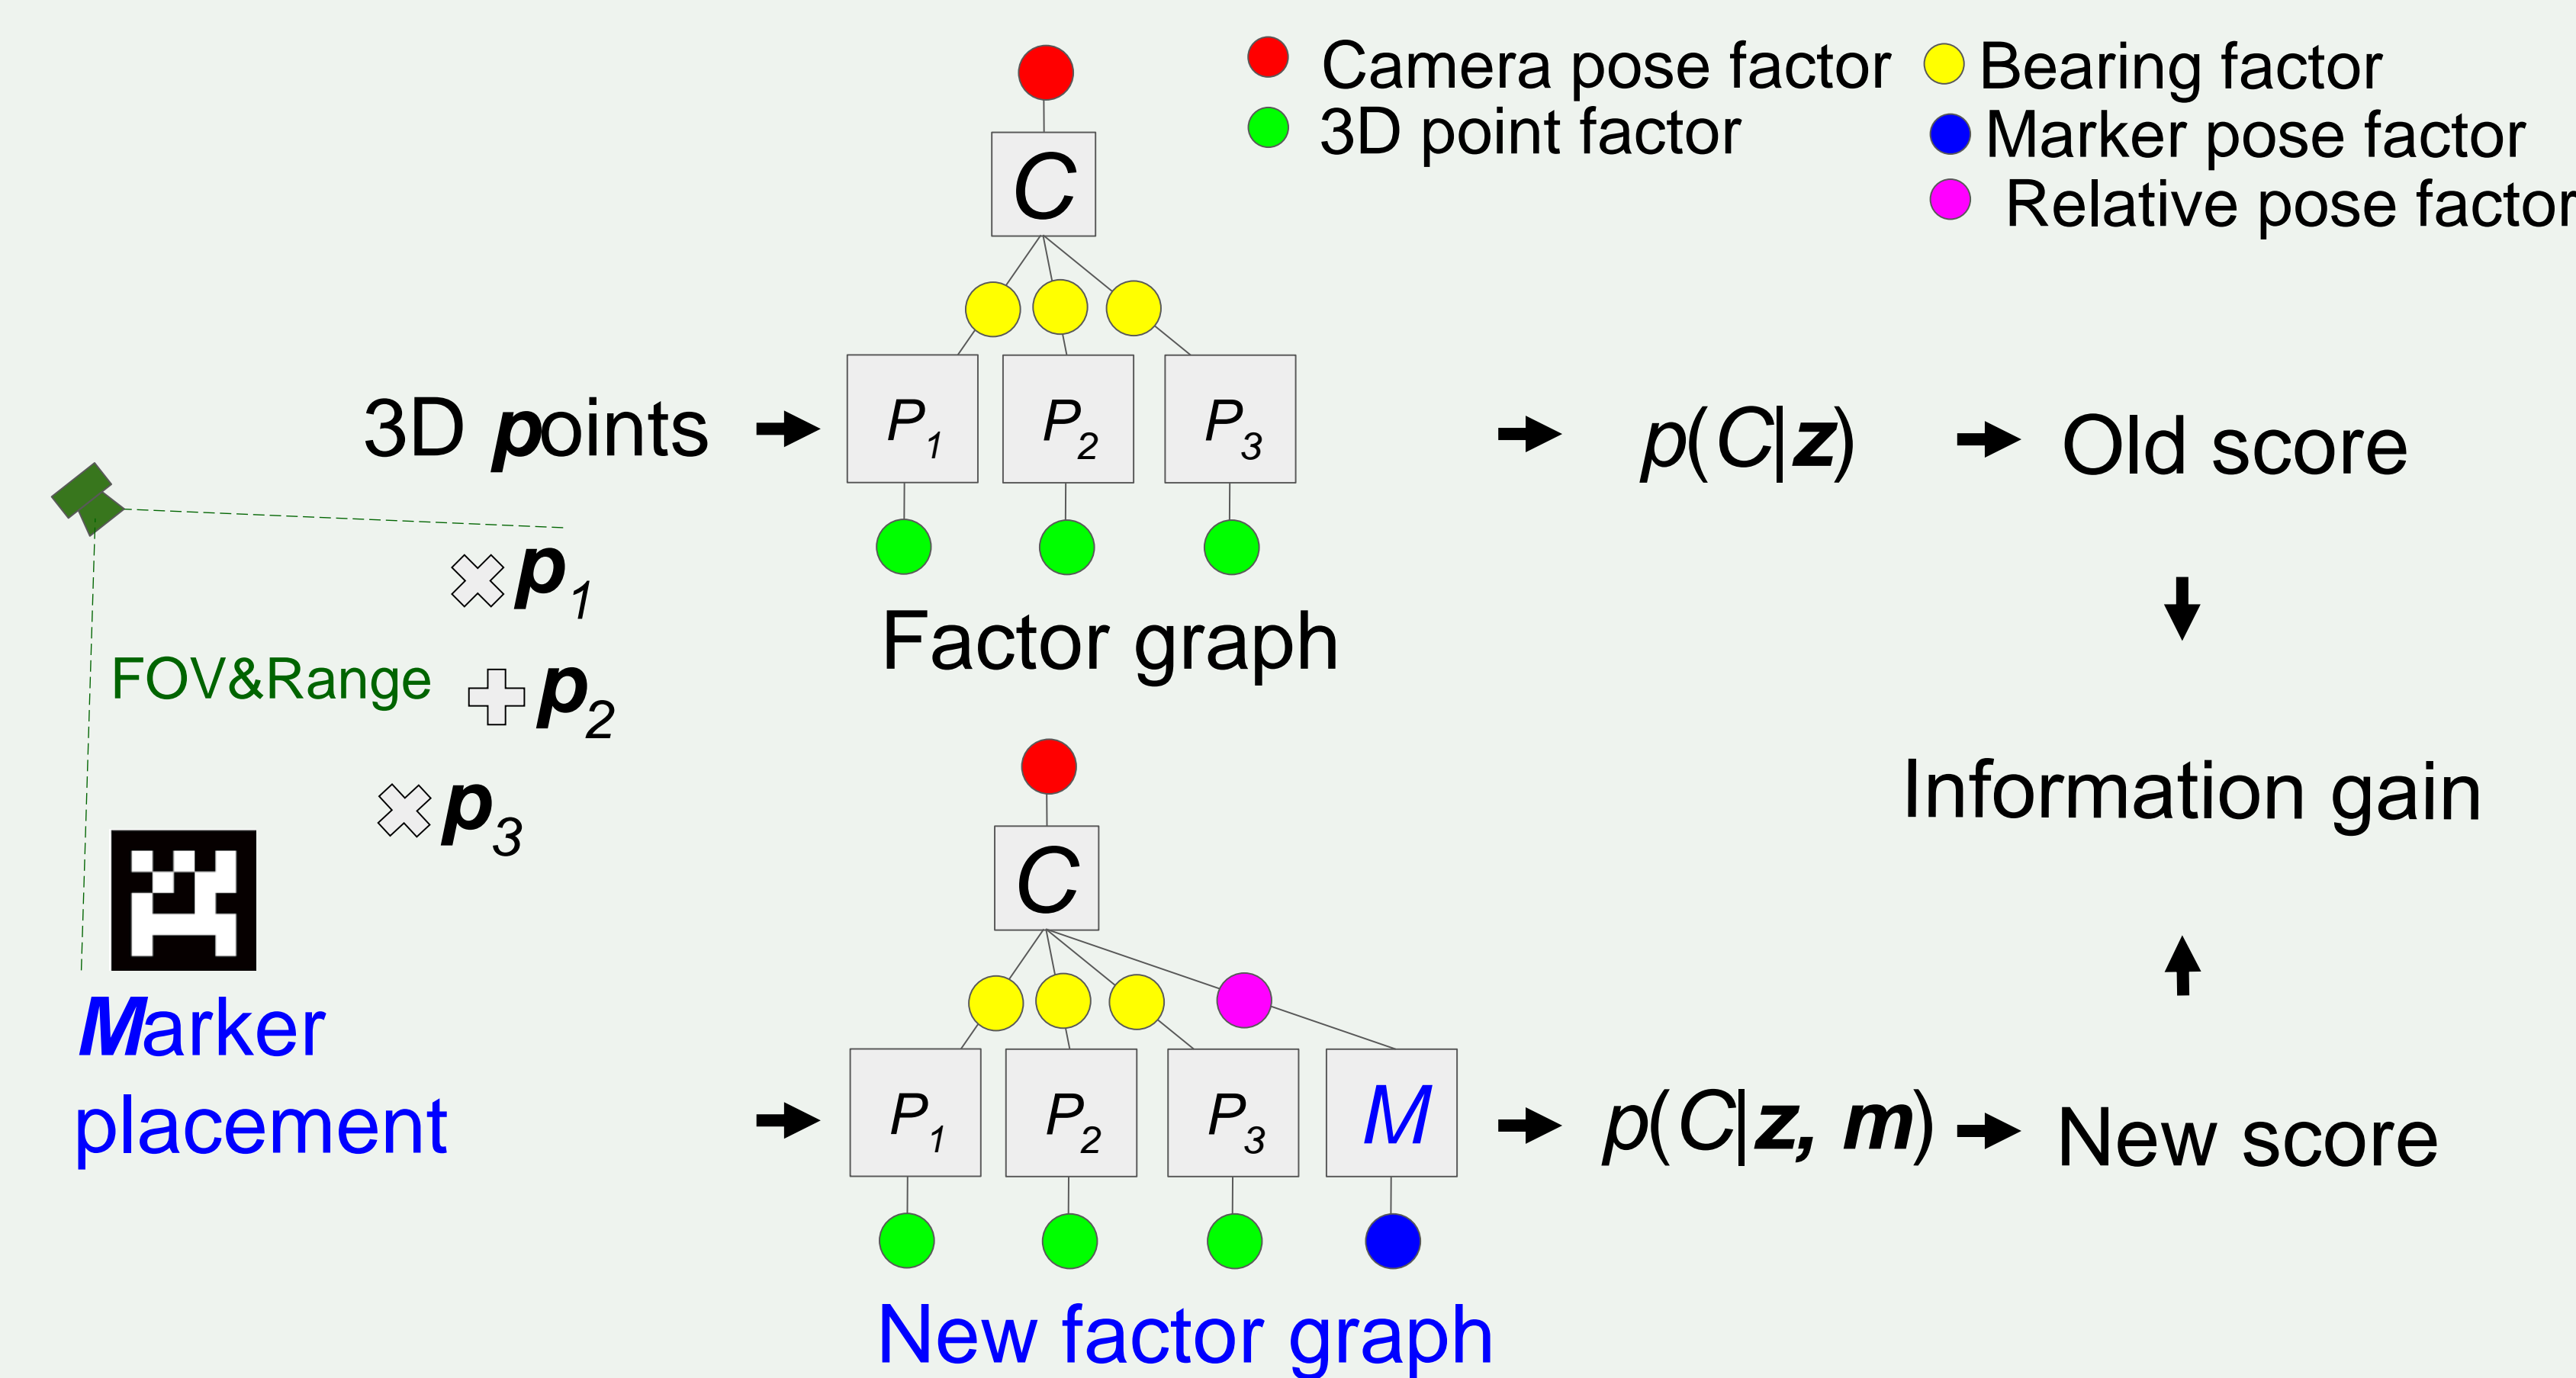 Camera pose factor
3D point factor
Bearing factor
Marker pose factor
Relative pose factor
C
P1
P2
P3
3D points
p(C|z)
Old score
p1
Factor graph
FOV&Range
p2
p3
Information gain
C
Marker
placement
P1
P2
P3
M
p(C|z, m)
New score
New factor graph